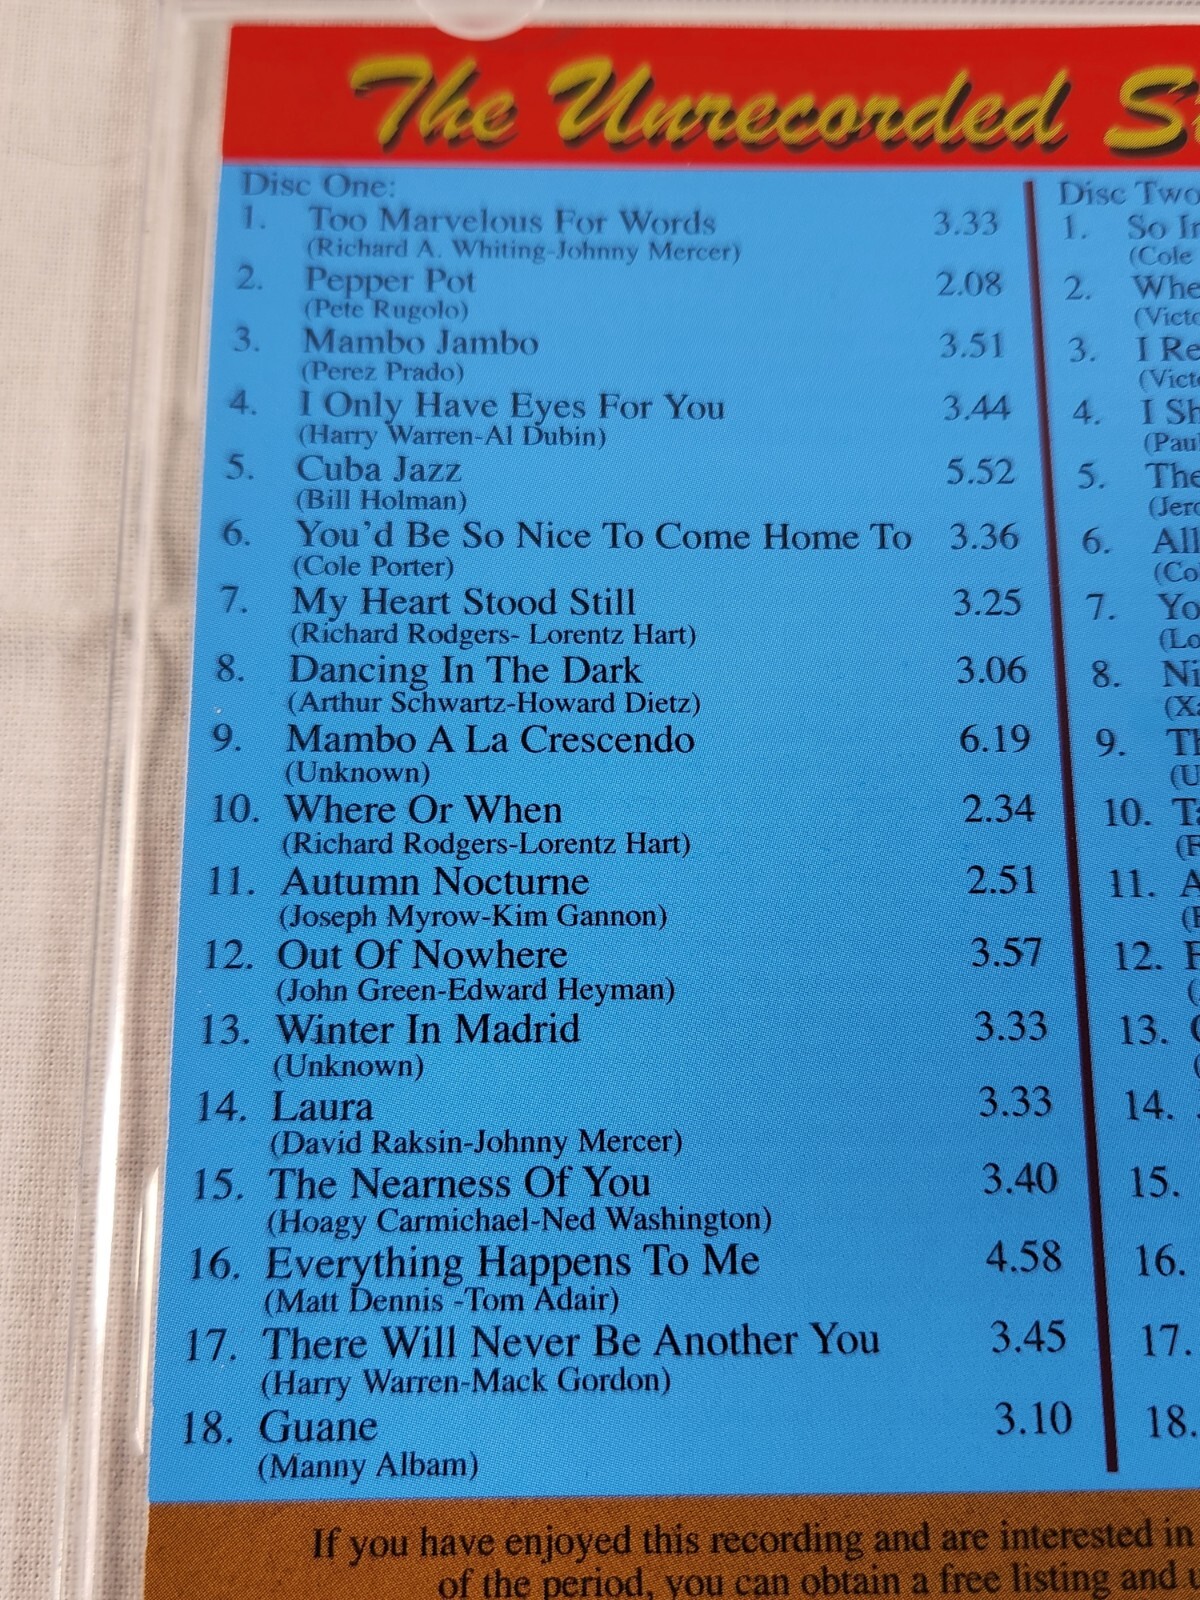 The Unrecorded
Disc One:
1. Too Marvelous For Words 3.33
(Richard A. Whiting-Johnny Mercer)
2. Pepper Pot 2.08
(Pete Rugolo)
3. Mambo Jambo 3.51
(Perez Prado)
4. I Only Have Eyes For You 3.44
(Harry Warren-Al Dubin)
5. Cuba Jazz 5.52
(Bill Holman)
6. You'd Be So Nice To Come Home To 3.36
(Cole Porter)
7. My Heart Stood Still 3.25
(Richard Rodgers- Lorentz Hart)
8. Dancing In The Dark 3.06
(Arthur Schwartz-Howard Dietz)
9. Mambo A La Crescendo 6.19
(Unknown)
10. Where Or When 2.34
(Richard Rodgers-Lorentz Hart)
11. Autumn Nocturne 2.51
(Joseph Myrow-Kim Gannon)
12. Out Of Nowhere 3.57
(John Green-Edward Heyman)
13. Winter In Madrid 3.33
(Unknown)
14. Laura 3.33
(David Raksin-Johnny Mercer)
15. The Nearness Of You 3.40
(Hoagy Carmichael-Ned Washington)
16. Everything Happens To Me 4.58
(Matt Dennis -Tom Adair)
17. There Will Never Be Another You 3.45
(Harry Warren-Mack Gordon)
18. Guane 3.10
(Manny Albam)
Disc Two
1. So
(Cole
2.
3. I
4. I
5.
6. All
7.
8.
9.
10.
11.
12.
13.
14.
15.
16.
17.
18.
If you have enjoyed this recording and are interested in
of the period, you can obtain a free listing and